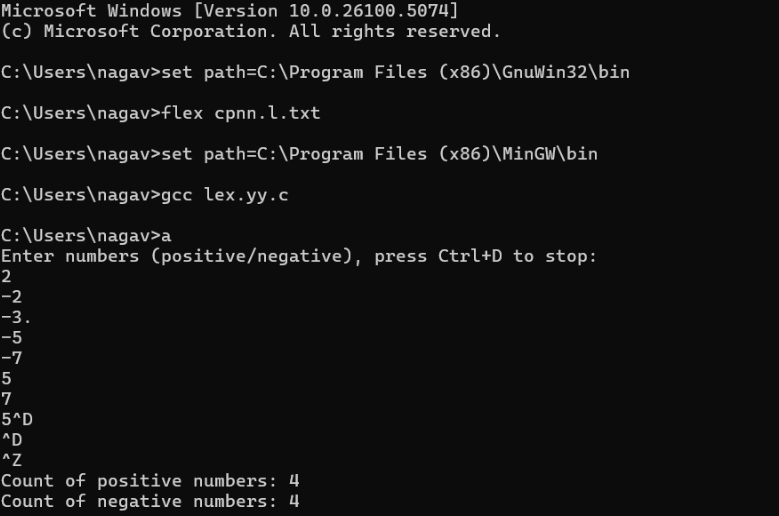 Microsoft Windows [Version 10.0.26100.5074]
(c) Microsoft Corporation. All rights reserved.
C:\Users\nagav>set path=C:\Program Files (x86)\GnuWin32\bin
C:\Users\nagav>flex cpnn.l.txt
C:\Users\nagav>set path=C:\Program Files (x86)\MinGW\bin
C:\Users\nagav>gcc lex.yy.c
C:\Users\nagav>a
Enter numbers (positive/negative), press Ctrl+D to stop:
2
-2
-3.
-5
-7
5
7
5^D
^D
^Z
Count of positive numbers: 4
Count of negative numbers: 4